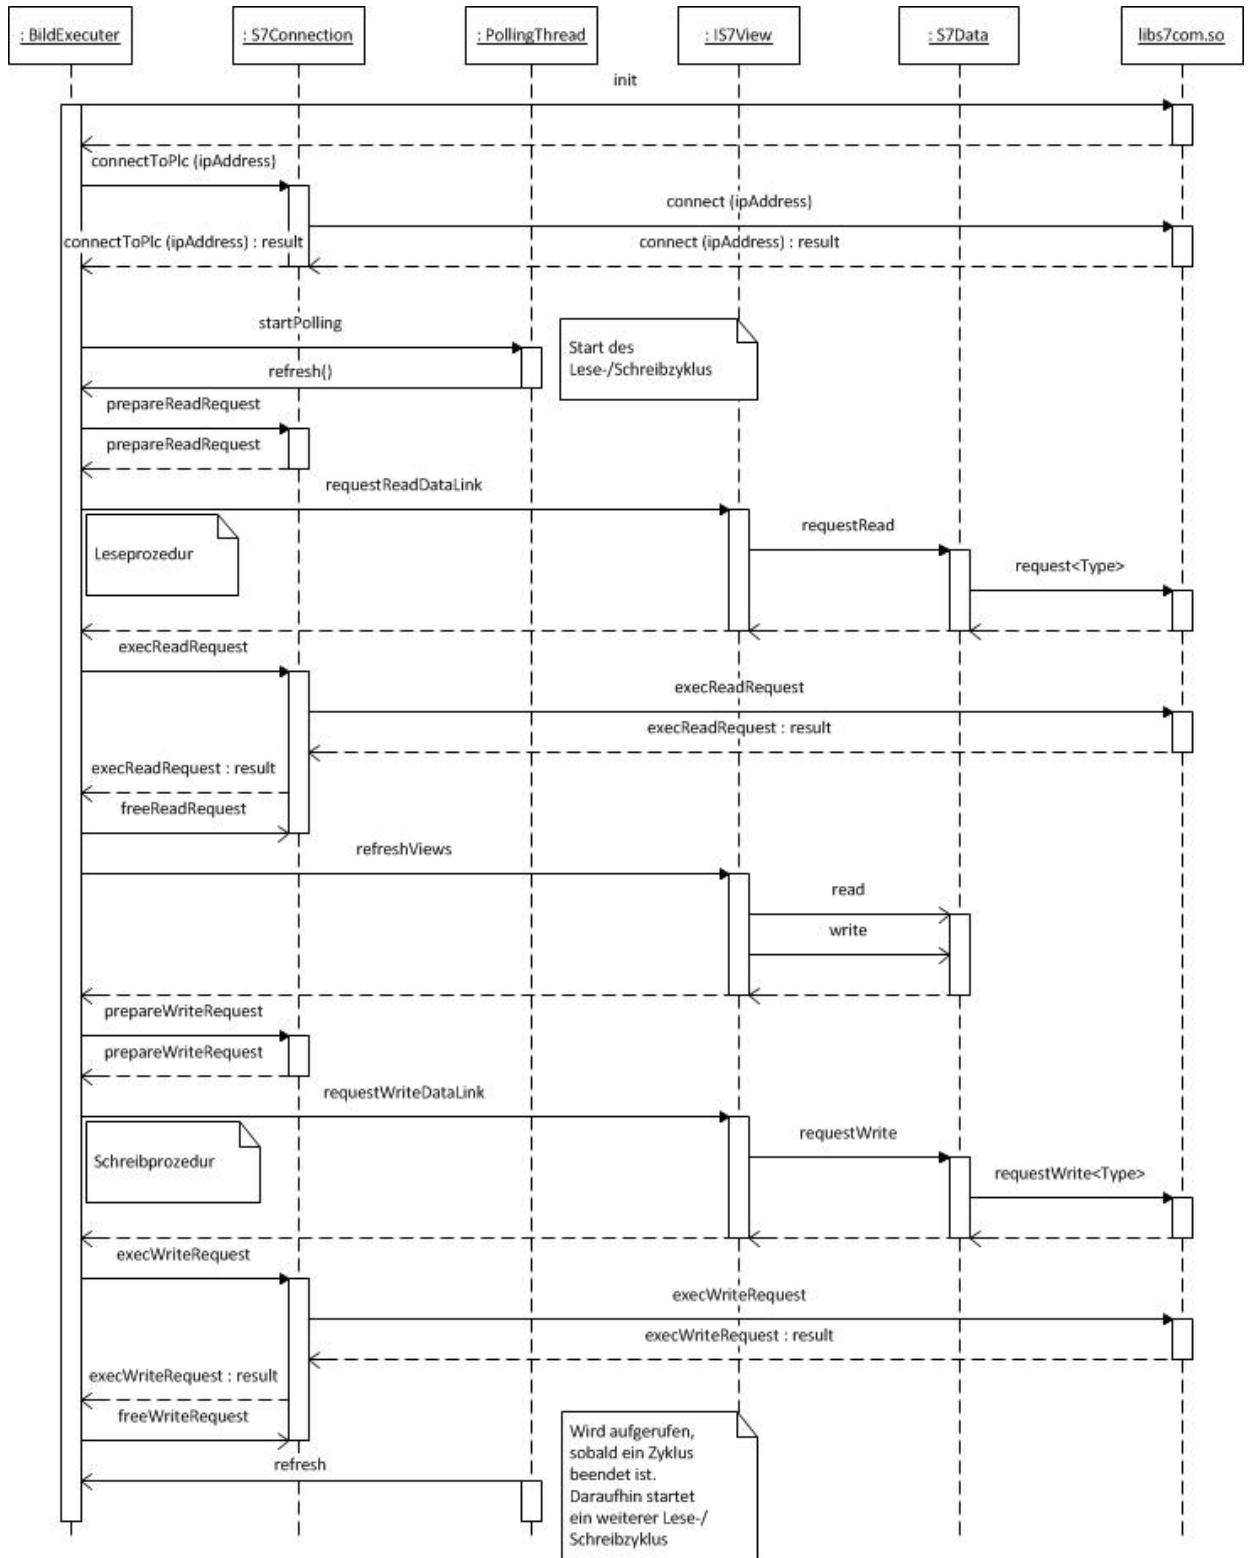 : BildExecuter
: S7Connection
: PollingThread
: IS7View
: S7Data
libs7com.so
init
connectToPlc (ipAddress)
connect (ipAddress)
connectToPlc (ipAddress) : result
connect (ipAddress) : result
startPolling
Start des
Lese-/Schreibzyklus
refresh()
prepareReadRequest
prepareReadRequest
requestReadDataLink
requestRead
Leseprozedur
request<Type>
execReadRequest
execReadRequest
execReadRequest : result
execReadRequest : result
freeReadRequest
refreshViews
read
write
prepareWriteRequest
prepareWriteRequest
requestWriteDataLink
requestWrite
Schreibprozedur
requestWrite<Type>
execWriteRequest
execWriteRequest
execWriteRequest : result
execWriteRequest : result
freeWriteRequest
refresh
Wird aufgerufen,
sobald ein Zyklus
beendet ist.
Daraufhin startet
ein weiterer Lese-/
Schreibzyklus